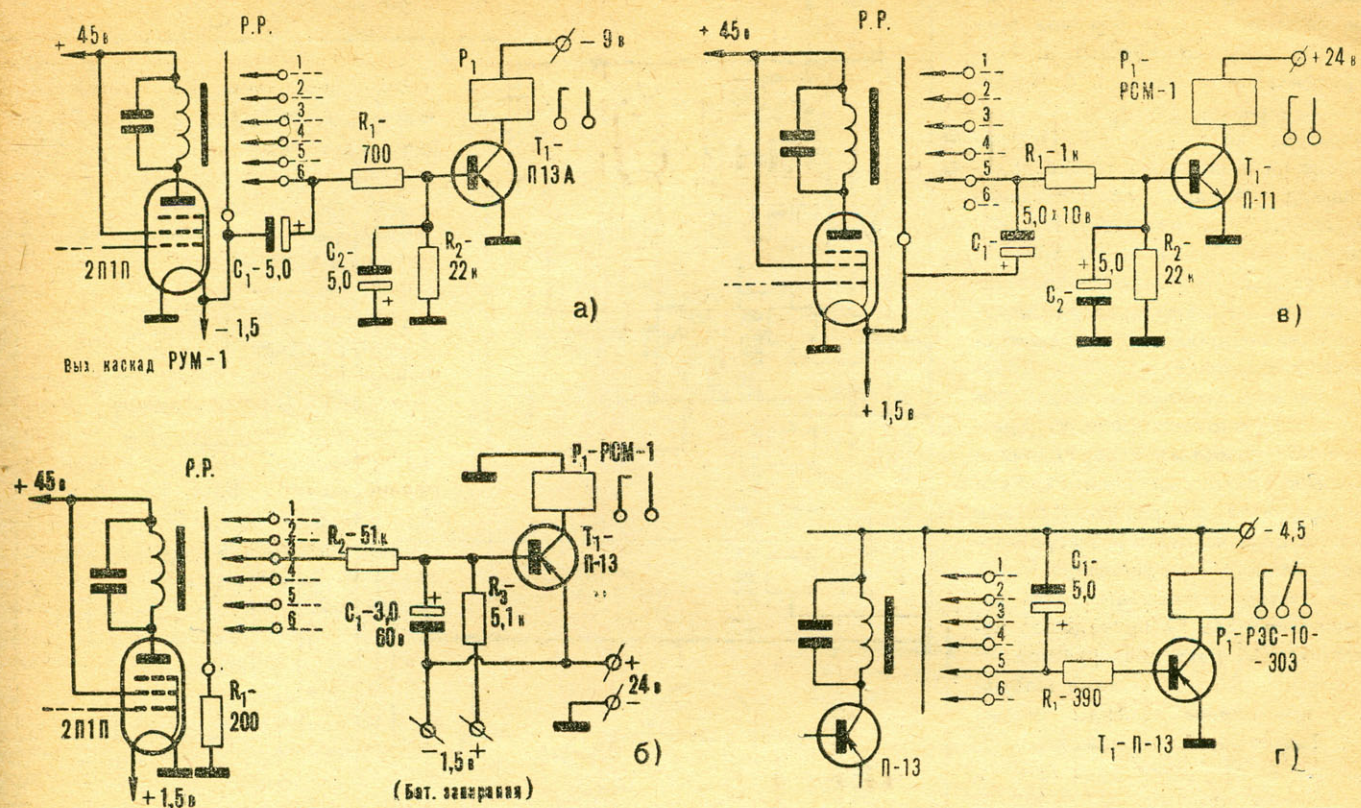 + 45в
Р.Р.
- 9в
Р₁
1
2
3
4
5
6
R₁-
700
Т₁-
П13А
2П1П
С₁-5,0
+
С₂-
5,0
+
R₂-
22к
- 1,5
а)
Вых. каскад РУМ-1
+ 45в
Р.Р.
+ 24 в
Р₁-
РСМ-1
1
2
3
4
5
6
R₁-1к
Т₁-
П-11
5,0х10в
С₁-
+
+ 5,0
С₂-
R₂-
22к
+ 1,5в
в)
+ 45в
Р.Р.
Р₁-РСМ-1
1
2
3
4
5
6
R₂-51к
Т₁-
П-13
С₁-3,0
60в
+
R₃-
5,1к
2П1П
R₁-
200
+
24в
-
- 1,5в +
(Бат. запирания)
+ 1,5в
б)
- 4,5
1
2
3
4
5
6
С₁-
5,0
+
Р₁-РЭС-10-
-303
R₁-390
П-13
Т₁-П-13
г)